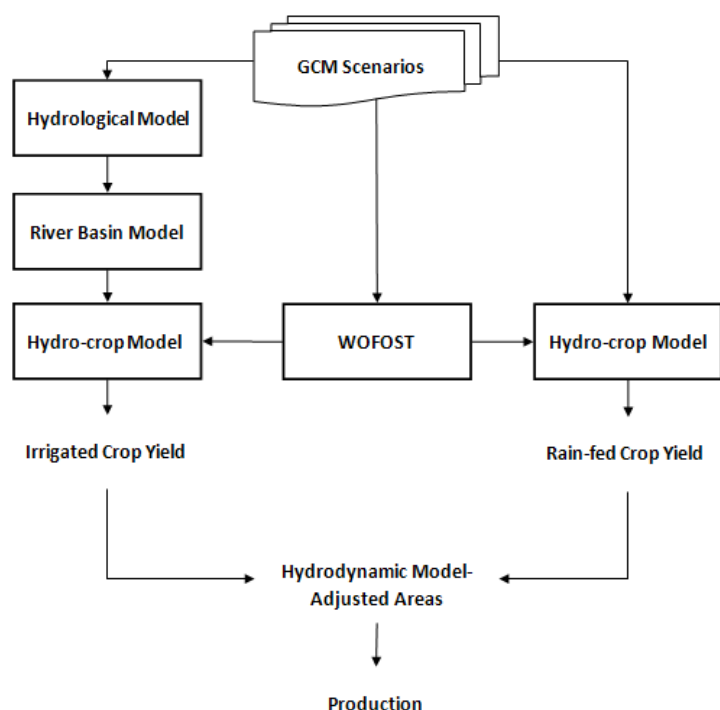 GCM Scenarios
Hydrological Model
River Basin Model
Hydro-crop Model
WOFOST
Hydro-crop Model
Irrigated Crop Yield
Rain-fed Crop Yield
Hydrodynamic Model-
Adjusted Areas
Production